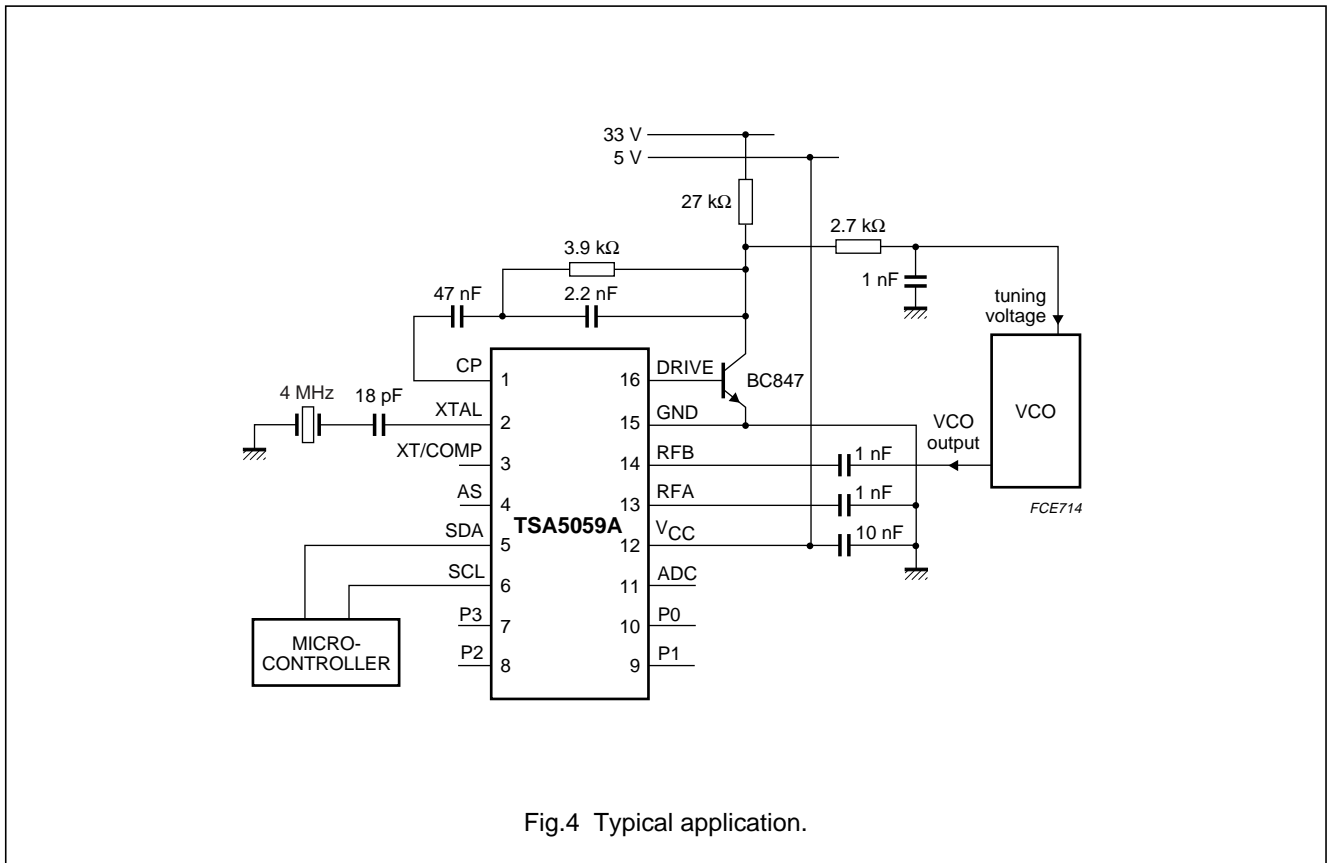 33 V
5 V
27 kΩ
2.7 kΩ
3.9 kΩ
1 nF
47 nF
2.2 nF
tuning
voltage
CP
1
16
DRIVE
BC847
4 MHz
18 pF
XTAL
2
15
GND
VCO
VCO
output
XT/COMP
3
14
RFB
1 nF
AS
4
13
RFA
1 nF
FCE714
TSA5059A
SDA
5
12
VCC
10 nF
SCL
6
11
ADC
P3
7
10
P0
MICRO-
CONTROLLER
P2
8
9
P1
Fig.4 Typical application.